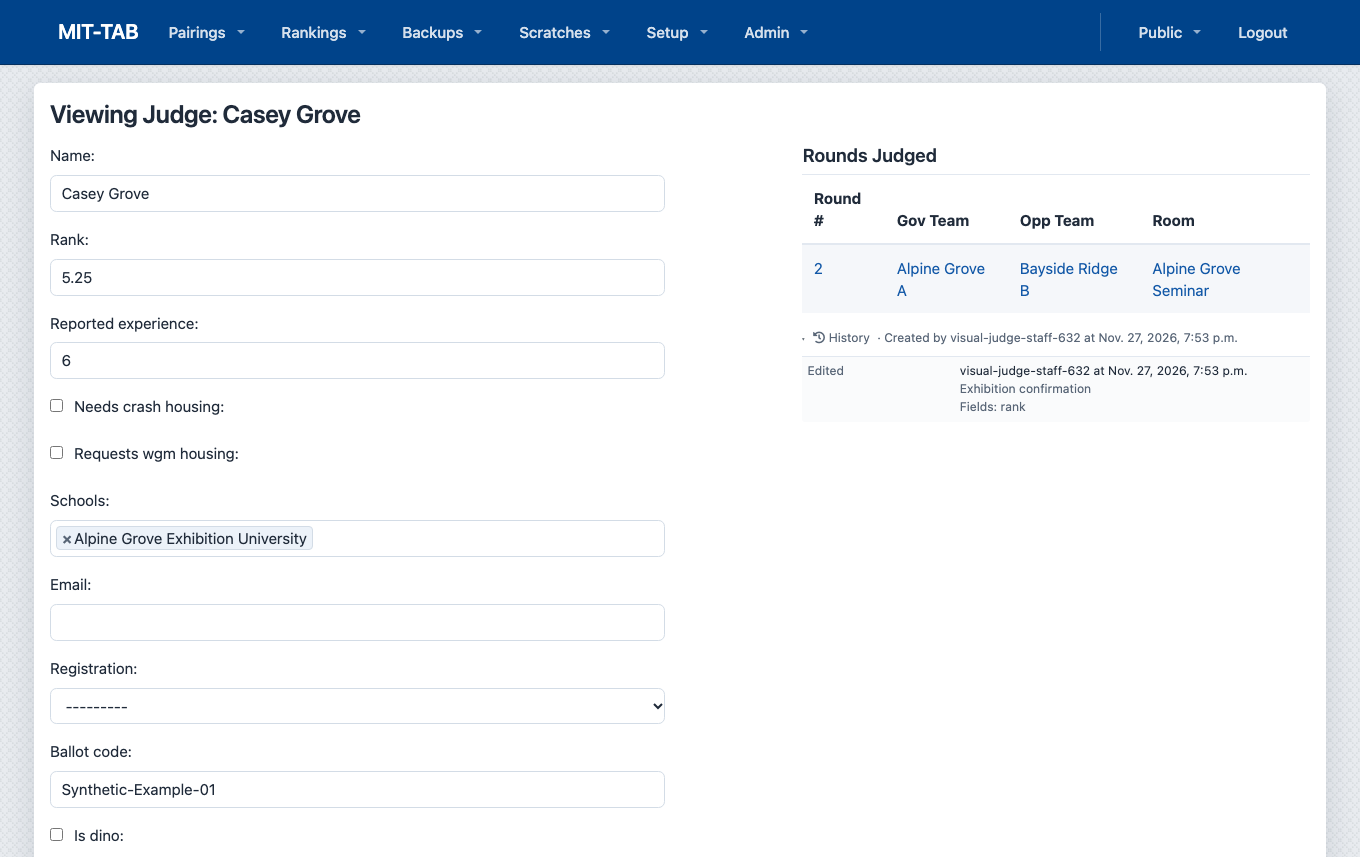 MIT-TAB Pairings Rankings Backups Scratches Setup Admin Public Logout
Viewing Judge: Casey Grove
Name:
Casey Grove
Rank:
5.25
Reported experience:
6
Needs crash housing:
Requests wgm housing:
Schools:
×Alpine Grove Exhibition University
Email:
Registration:
---------
Ballot code:
Synthetic-Example-01
Is dino:
Rounds Judged
Round
# Gov Team Opp Team Room
2 Alpine Grove Bayside Ridge Alpine Grove
A B Seminar
· History · Created by visual-judge-staff-632 at Nov. 27, 2026, 7:53 p.m.
Edited visual-judge-staff-632 at Nov. 27, 2026, 7:53 p.m.
Exhibition confirmation
Fields: rank